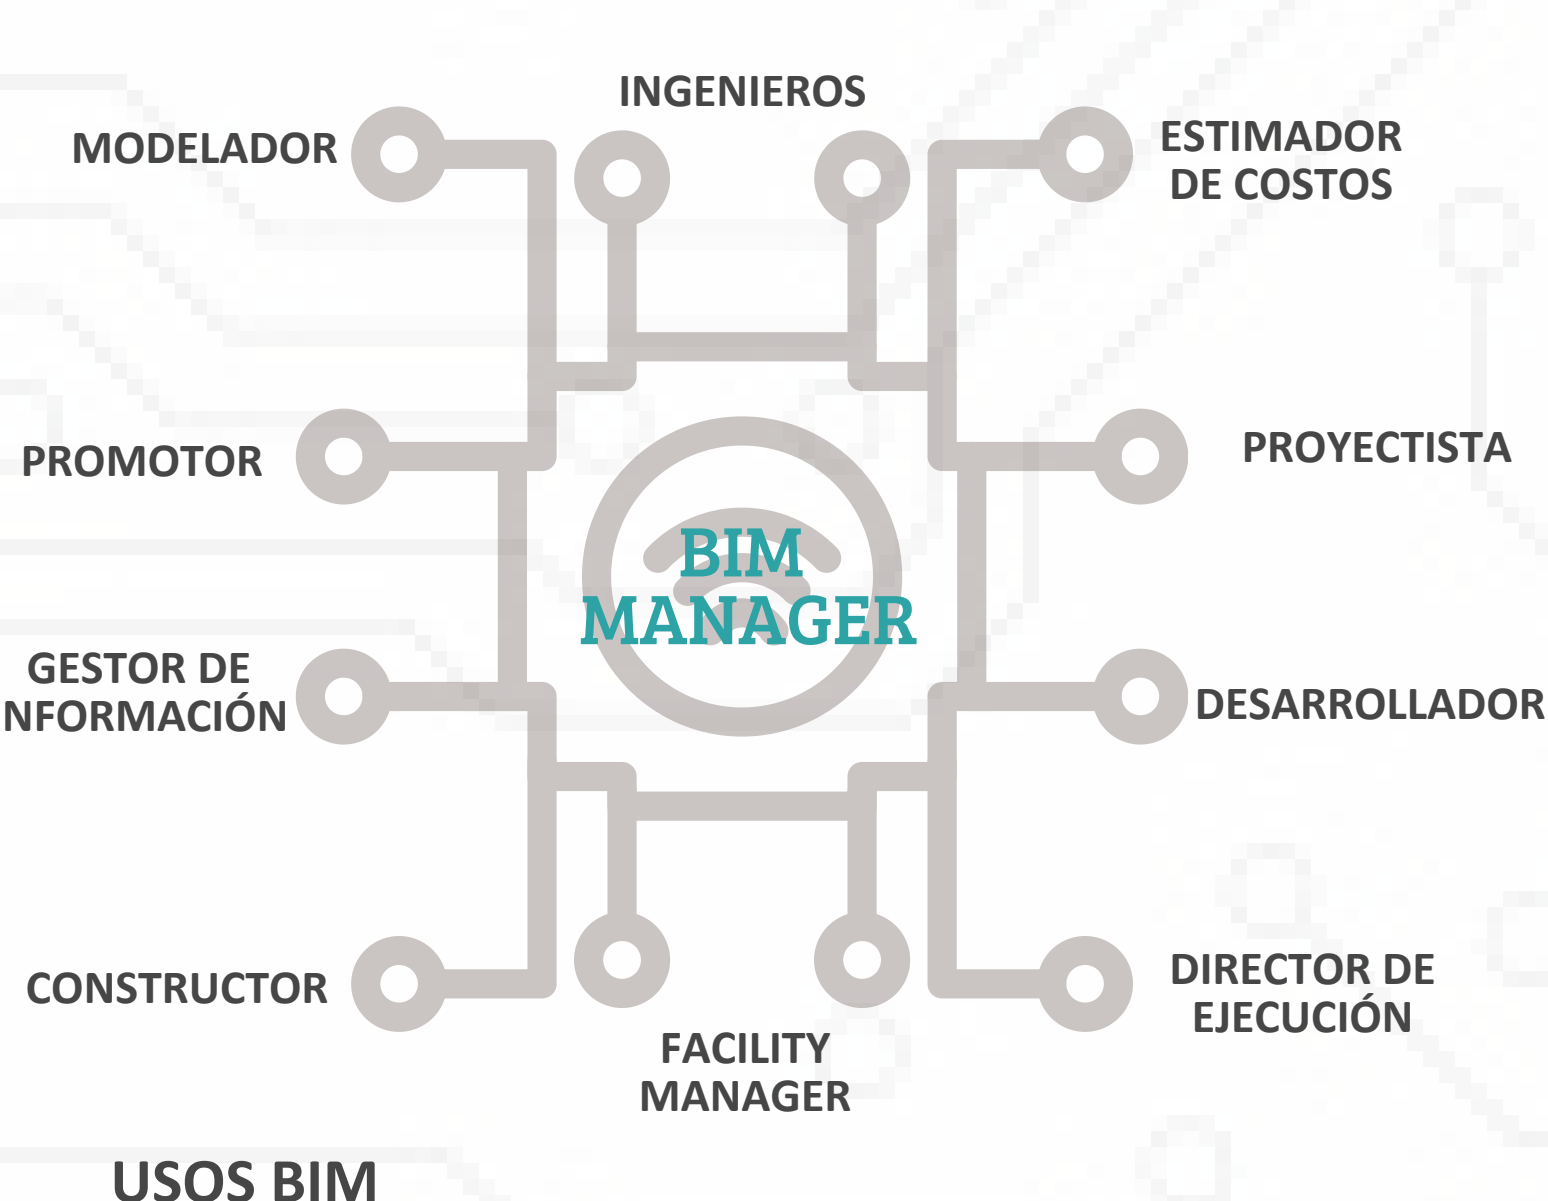 INGENIEROS
MODELADOR
ESTIMADOR
DE COSTOS
PROMOTOR
PROYECTISTA
BIM
MANAGER
GESTOR DE
NFORMACIÓN
DESARROLLADOR
CONSTRUCTOR
DIRECTOR DE
EJECUCIÓN
FACILITY
MANAGER
USOS BIM